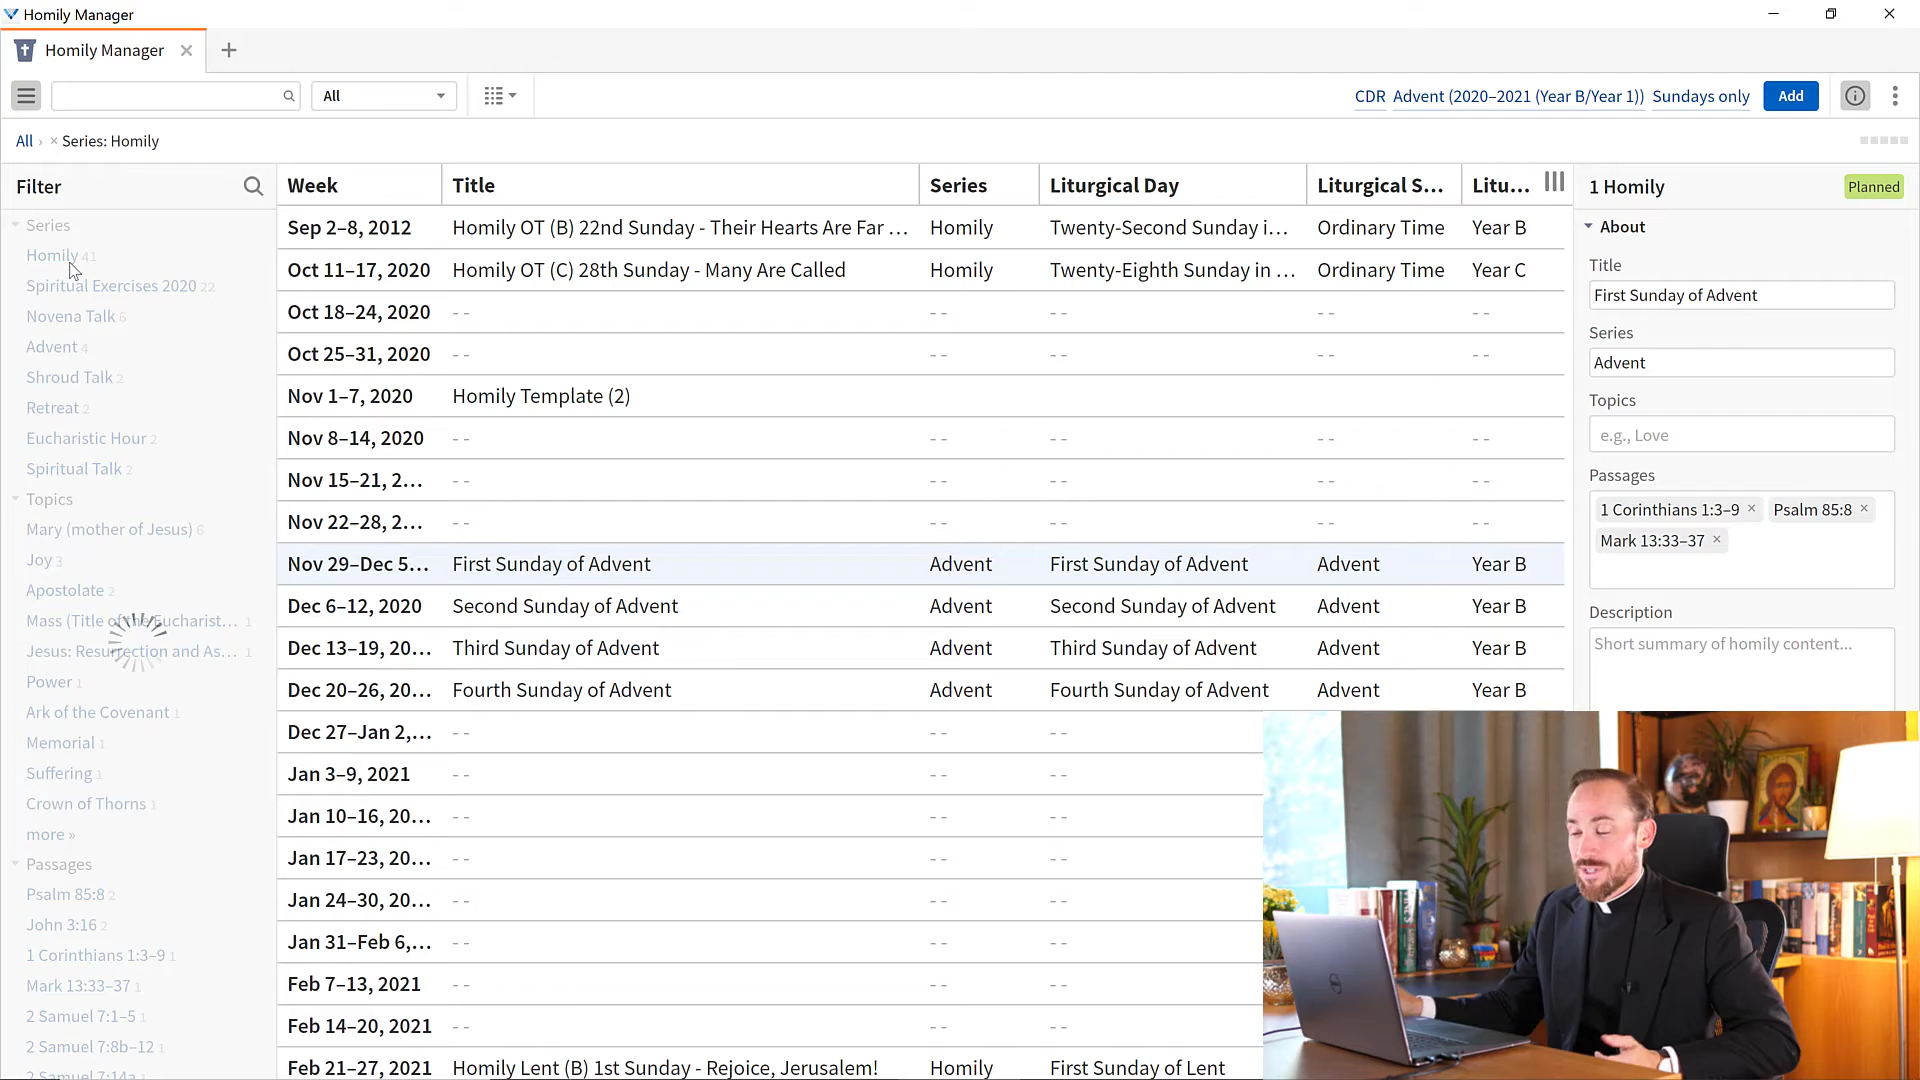 Homily Manager
Homily Manager
All
CDR Advent (2020–2021 (Year B/Year 1)) Sundays only Add
All › × Series: Homily
Filter
Series
Homily 41
Spiritual Exercises 2020 22
Novena Talk 6
Advent 4
Shroud Talk 2
Retreat 2
Eucharistic Hour 2
Spiritual Talk 2
Topics
Mary (mother of Jesus) 6
Joy 3
Apostolate 2
Mass (Title of the Eucharist... 1
Jesus: Resurrection and As... 1
Power 1
Ark of the Covenant 1
Memorial 1
Suffering 1
Crown of Thorns 1
more »
Passages
Psalm 85:8 2
John 3:16 2
1 Corinthians 1:3–9 1
Mark 13:33–37 1
2 Samuel 7:1–5 1
2 Samuel 7:8b–12 1
2 Samuel 7:14a 1
Week Title Series Liturgical Day Liturgical S... Litu...
Sep 2–8, 2012 Homily OT (B) 22nd Sunday - Their Hearts Are Far ... Homily Twenty-Second Sunday i... Ordinary Time Year B
Oct 11–17, 2020 Homily OT (C) 28th Sunday - Many Are Called Homily Twenty-Eighth Sunday in ... Ordinary Time Year C
Oct 18–24, 2020 -- -- -- -- --
Oct 25–31, 2020 -- -- -- -- --
Nov 1–7, 2020 Homily Template (2)
Nov 8–14, 2020 -- -- -- -- --
Nov 15–21, 2... -- -- -- -- --
Nov 22–28, 2... -- -- -- -- --
Nov 29–Dec 5... First Sunday of Advent Advent First Sunday of Advent Advent Year B
Dec 6–12, 2020 Second Sunday of Advent Advent Second Sunday of Advent Advent Year B
Dec 13–19, 20... Third Sunday of Advent Advent Third Sunday of Advent Advent Year B
Dec 20–26, 20... Fourth Sunday of Advent Advent Fourth Sunday of Advent Advent Year B
Dec 27–Jan 2,... -- -- --
Jan 3–9, 2021 -- -- --
Jan 10–16, 20... -- -- --
Jan 17–23, 20... -- -- --
Jan 24–30, 20... -- -- --
Jan 31–Feb 6,... -- -- --
Feb 7–13, 2021 -- -- --
Feb 14–20, 2021 -- -- --
Feb 21–27, 2021 Homily Lent (B) 1st Sunday - Rejoice, Jerusalem! Homily First Sunday of Lent
1 Homily Planned
About
Title
First Sunday of Advent
Series
Advent
Topics
e.g., Love
Passages
1 Corinthians 1:3–9 × Psalm 85:8 ×
Mark 13:33–37 ×
Description
Short summary of homily content...